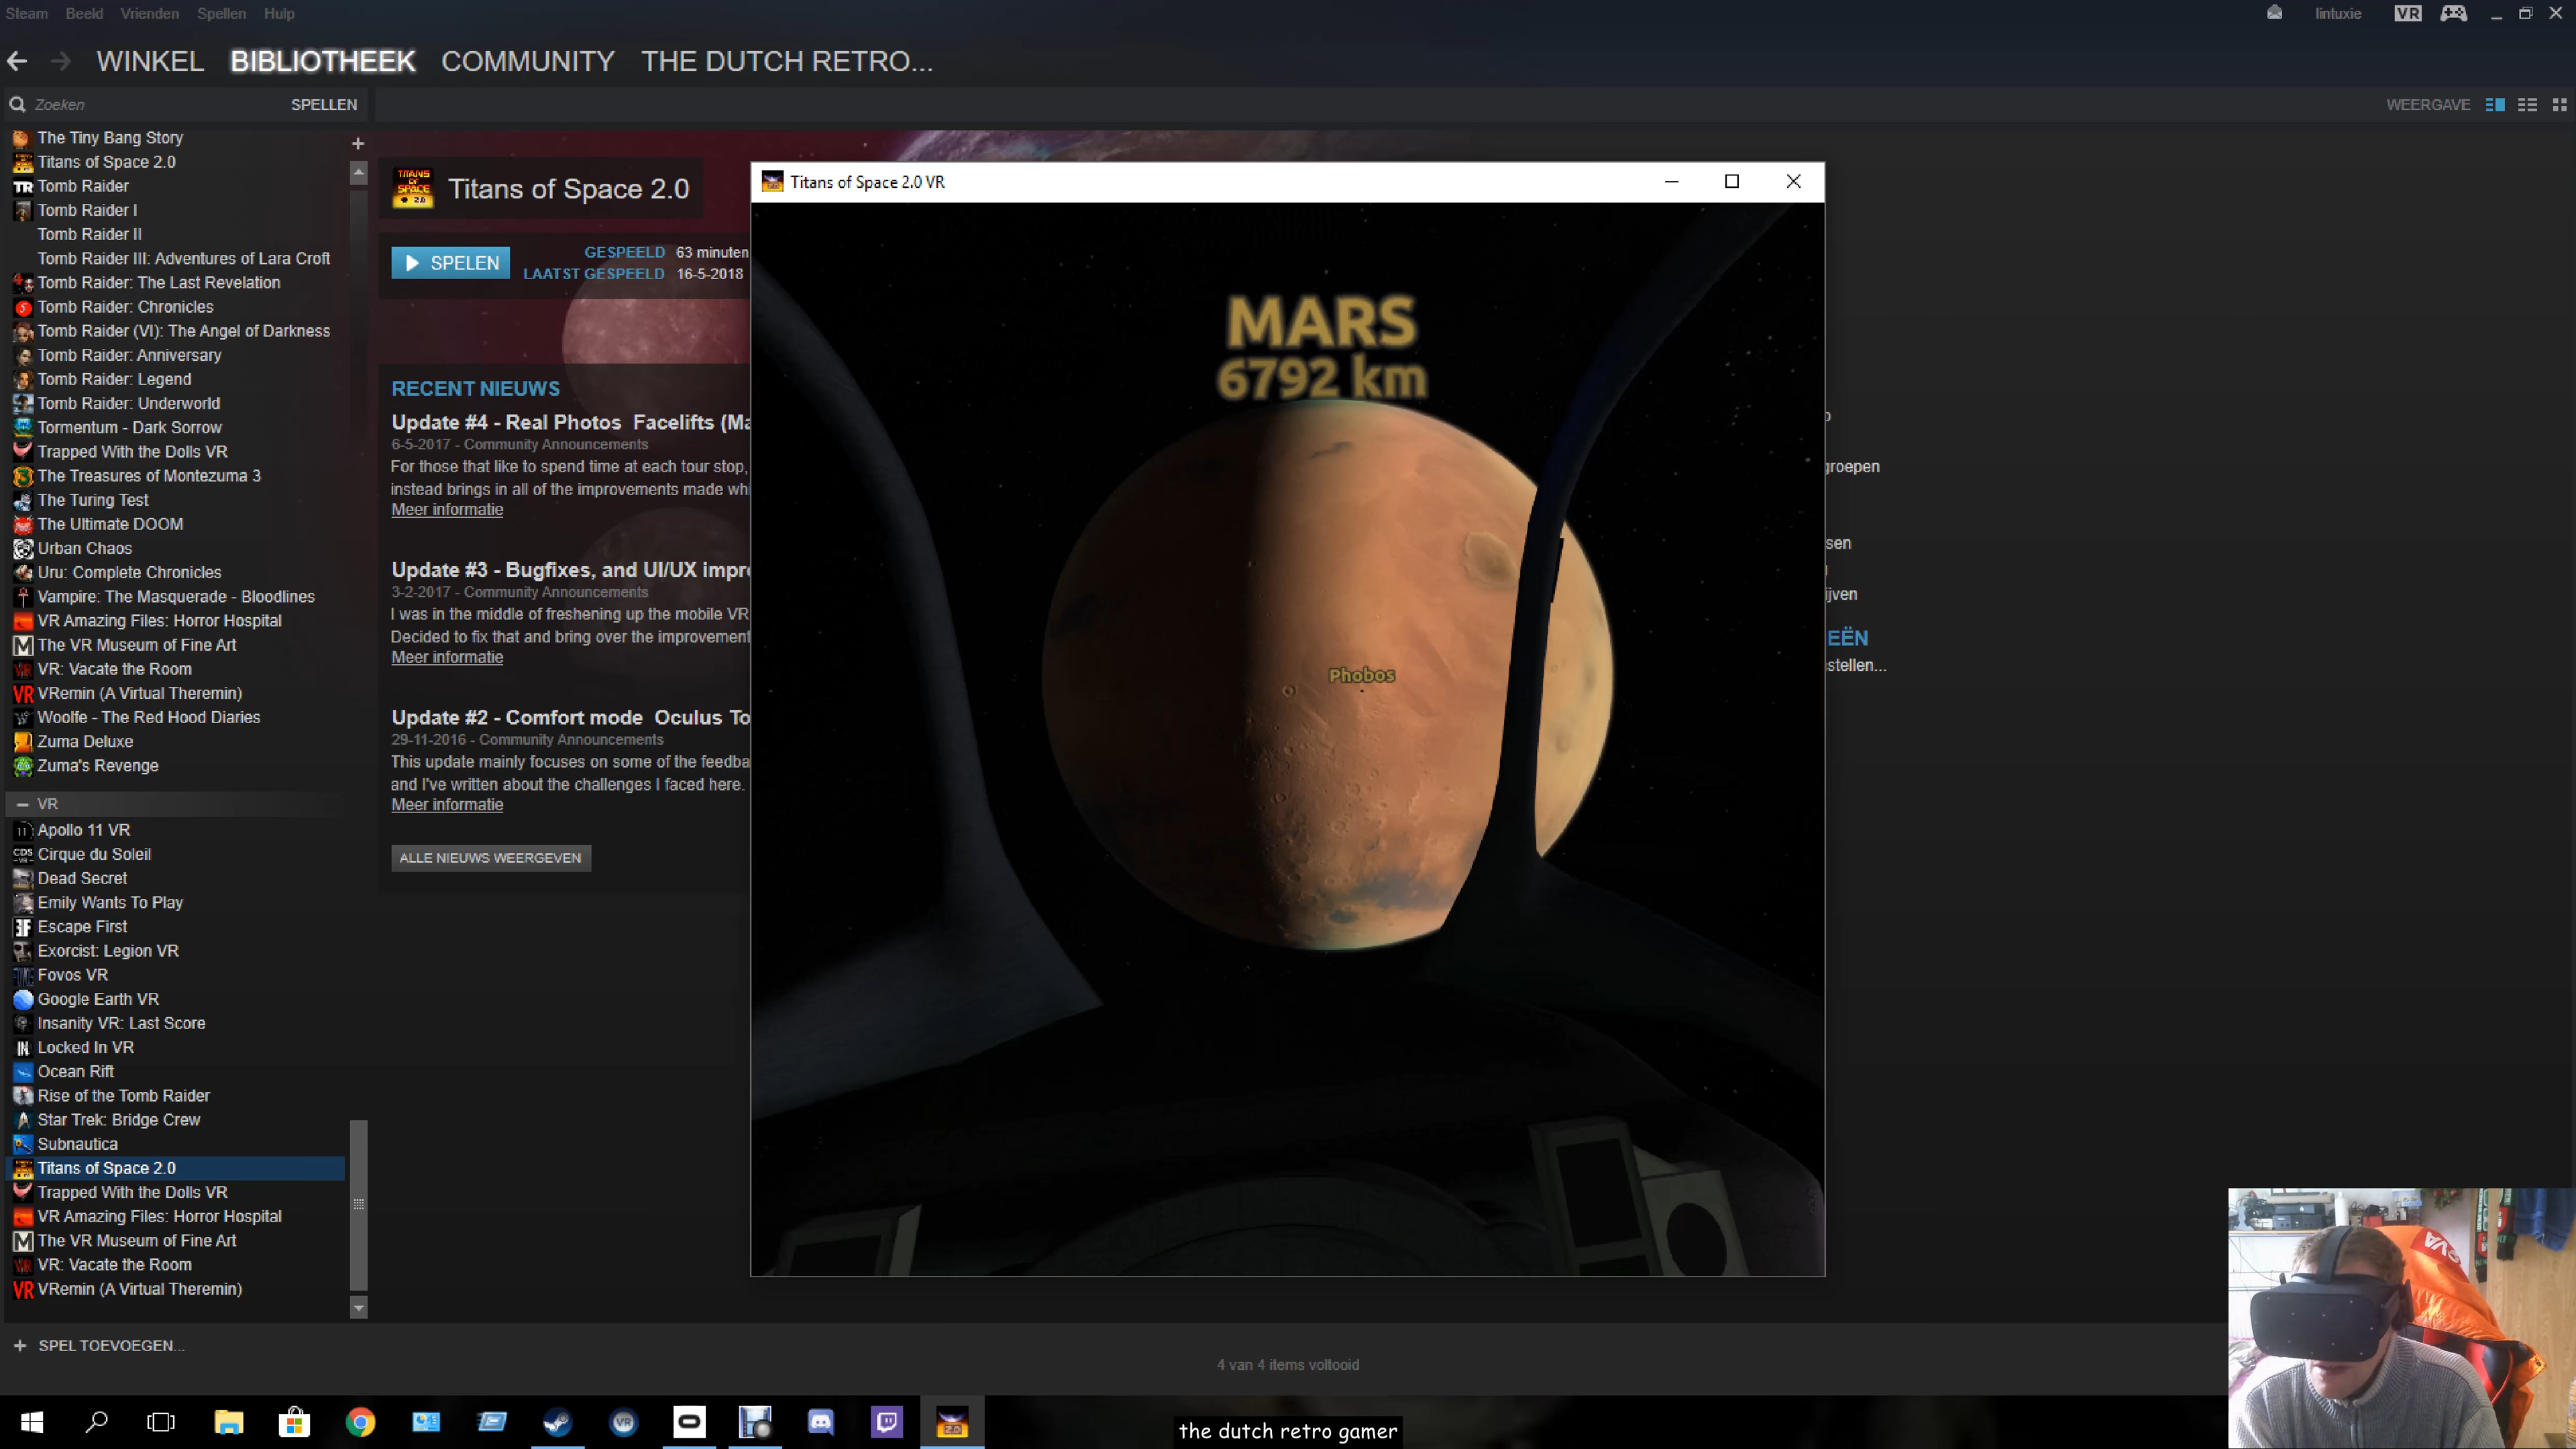 Steam Beeld Vrienden Spellen Hulp
lintuxie VR
WINKEL BIBLIOTHEEK COMMUNITY THE DUTCH RETRO...
Zoeken SPELLEN
WEERGAVE
The Tiny Bang Story
Titans of Space 2.0
Tomb Raider
Tomb Raider I
Tomb Raider II
Tomb Raider III: Adventures of Lara Croft
Tomb Raider: The Last Revelation
Tomb Raider: Chronicles
Tomb Raider (VI): The Angel of Darkness
Tomb Raider: Anniversary
Tomb Raider: Legend
Tomb Raider: Underworld
Tormentum - Dark Sorrow
Trapped With the Dolls VR
The Treasures of Montezuma 3
The Turing Test
The Ultimate DOOM
Urban Chaos
Uru: Complete Chronicles
Vampire: The Masquerade - Bloodlines
VR Amazing Files: Horror Hospital
The VR Museum of Fine Art
VR: Vacate the Room
VRemin (A Virtual Theremin)
Woolfe - The Red Hood Diaries
Zuma Deluxe
Zuma's Revenge
VR
Apollo 11 VR
Cirque du Soleil
Dead Secret
Emily Wants To Play
Escape First
Exorcist: Legion VR
Fovos VR
Google Earth VR
Insanity VR: Last Score
Locked In VR
Ocean Rift
Rise of the Tomb Raider
Star Trek: Bridge Crew
Subnautica
Titans of Space 2.0
Trapped With the Dolls VR
VR Amazing Files: Horror Hospital
The VR Museum of Fine Art
VR: Vacate the Room
VRemin (A Virtual Theremin)
SPEL TOEVOEGEN...
Titans of Space 2.0
SPELEN
GESPEELD 63 minuten
LAATST GESPEELD 16-5-2018
RECENT NIEUWS
Update #4 - Real Photos Facelifts (Ma
6-5-2017 - Community Announcements
For those that like to spend time at each tour stop,
instead brings in all of the improvements made whi
Meer informatie
Update #3 - Bugfixes, and UI/UX impr
3-2-2017 - Community Announcements
I was in the middle of freshening up the mobile VR
Decided to fix that and bring over the improvement
Meer informatie
Update #2 - Comfort mode Oculus To
29-11-2016 - Community Announcements
This update mainly focuses on some of the feedba
and I've written about the challenges I faced here.
Meer informatie
ALLE NIEUWS WEERGEVEN
Titans of Space 2.0 VR
MARS
6792 km
Phobos
groepen
sen
ijven
EËN
stellen...
4 van 4 items voltooid
the dutch retro gamer